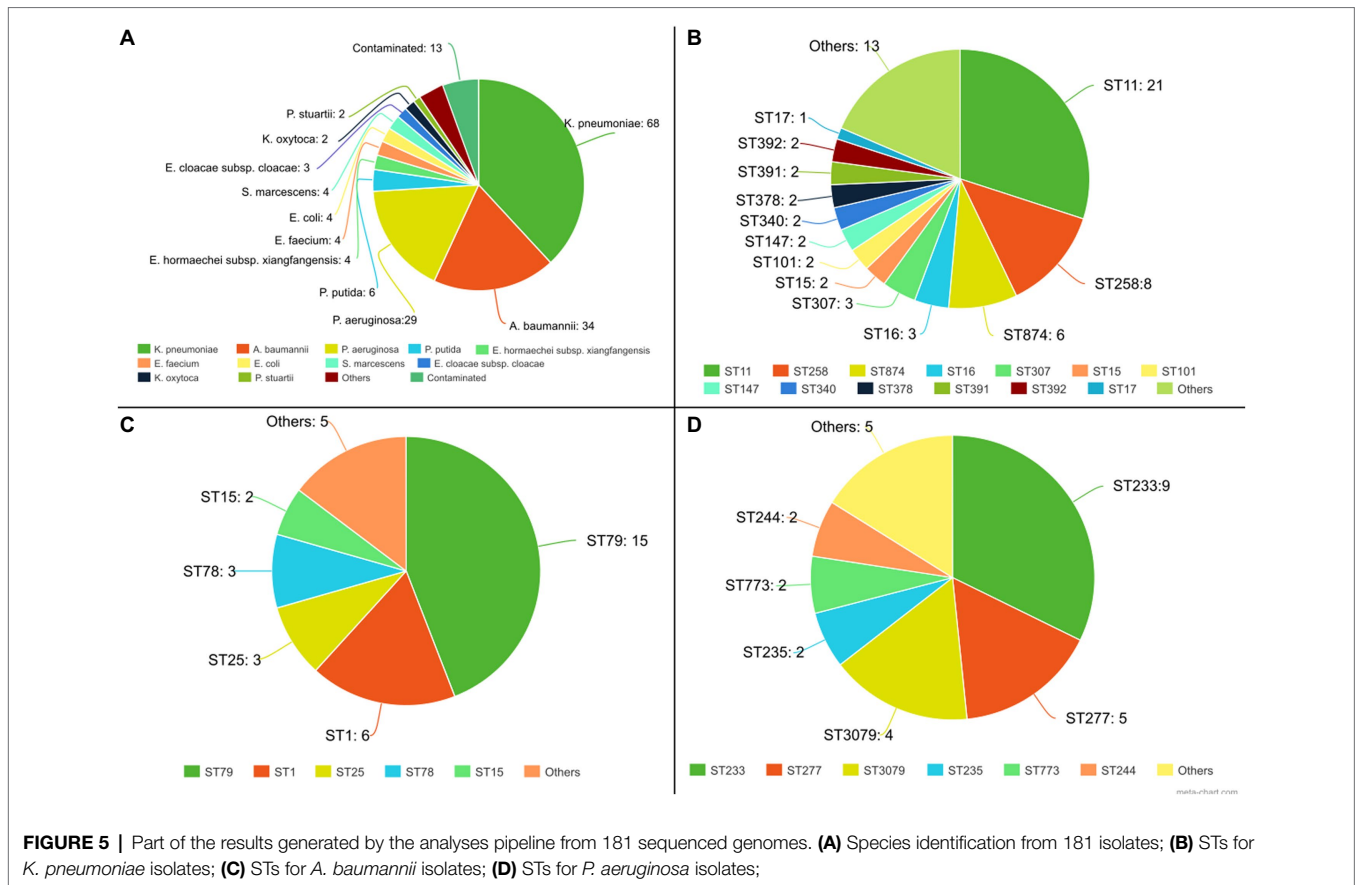 A
Contaminated: 13
P. stuartii: 2
K. oxytoca: 2
E. cloacae subsp. cloacae: 3
S. marcescens: 4
E. coli: 4
E. faecium: 4
E. hormaechei subsp. xiangfangensis: 4
P. putida: 6
P. aeruginosa:29
A. baumannii: 34
K. pneumoniae: 68
K. pneumoniae A. baumannii P. aeruginosa P. putida E. hormaechei subsp. xiangfangensis
E. faecium E. coli S. marcescens E. cloacae subsp. cloacae
K. oxytoca P. stuartii Others Contaminated
B
Others: 13
ST17: 1
ST392: 2
ST391: 2
ST378: 2
ST340: 2
ST147: 2
ST101: 2
ST15: 2
ST307: 3
ST16: 3
ST874: 6
ST258:8
ST11: 21
ST11 ST258 ST874 ST16 ST307 ST15 ST101
ST147 ST340 ST378 ST391 ST392 ST17 Others
C
Others: 5
ST15: 2
ST78: 3
ST25: 3
ST1: 6
ST79: 15
ST79 ST1 ST25 ST78 ST15 Others
D
Others: 5
ST244: 2
ST773: 2
ST235: 2
ST3079: 4
ST277: 5
ST233:9
ST233 ST277 ST3079 ST235 ST773 ST244 Others
meta-chart.com
FIGURE 5 | Part of the results generated by the analyses pipeline from 181 sequenced genomes. (A) Species identification from 181 isolates; (B) STs for
K. pneumoniae isolates; (C) STs for A. baumannii isolates; (D) STs for P. aeruginosa isolates;